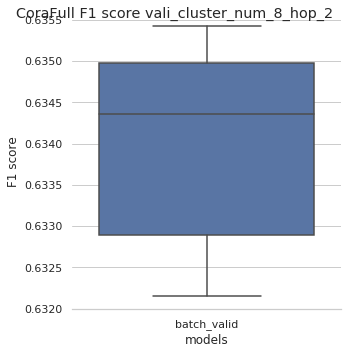 CoraFull F1 score vali_cluster_num_8_hop_2
0.6355
0.6350
0.6345
0.6340
0.6335
0.6330
0.6325
0.6320
F1 score
batch_valid
models